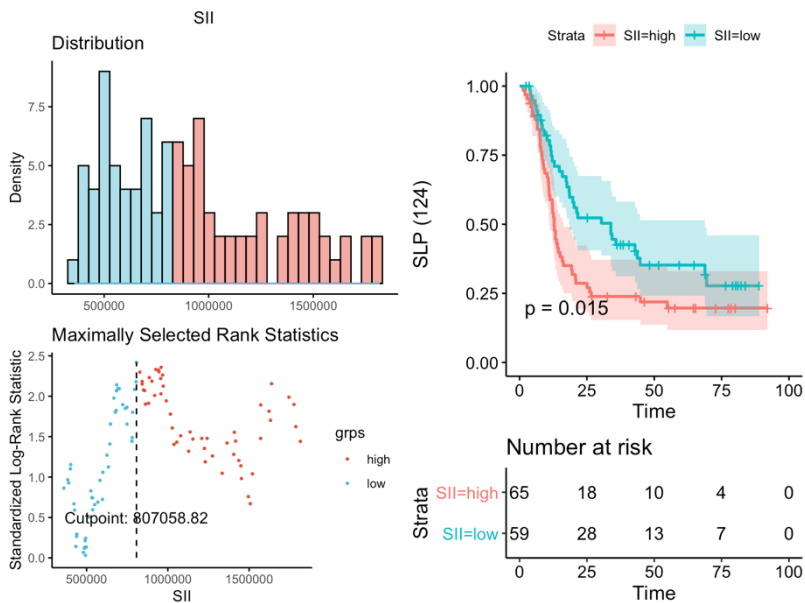 SII
Distribution
Density
7.5
5.0
2.5
0.0
500000 1000000 1500000
Maximally Selected Rank Statistics
Standardized Log-Rank Statistic
2.5
2.0
1.5
1.0
0.5
0.0
Cutpoint: 807058.82
500000 1000000 1500000
SII
grps
high
low
Strata SII=high SII=low
SLP (124)
1.00
0.75
0.50
0.25
0.00
p = 0.015
0 25 50 75 100
Time
Number at risk
Strata
SII=high 65 18 10 4 0
SII=low 59 28 13 7 0
0 25 50 75 100
Time